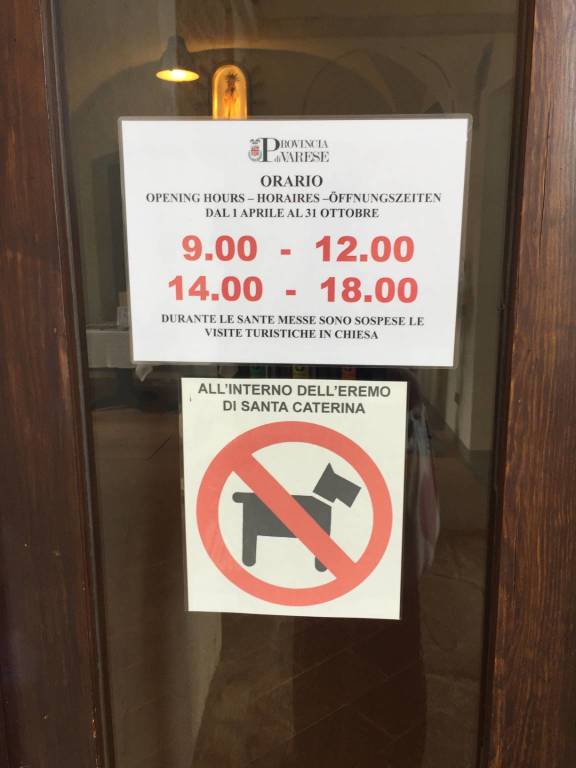 PROVINCIA
di VARESE
ORARIO
OPENING HOURS – HORAIRES –ÖFFNUNGSZEITEN
DAL 1 APRILE AL 31 OTTOBRE
9.00 - 12.00
14.00 - 18.00
DURANTE LE SANTE MESSE SONO SOSPESE LE
VISITE TURISTICHE IN CHIESA
ALL'INTERNO DELL'EREMO
DI SANTA CATERINA